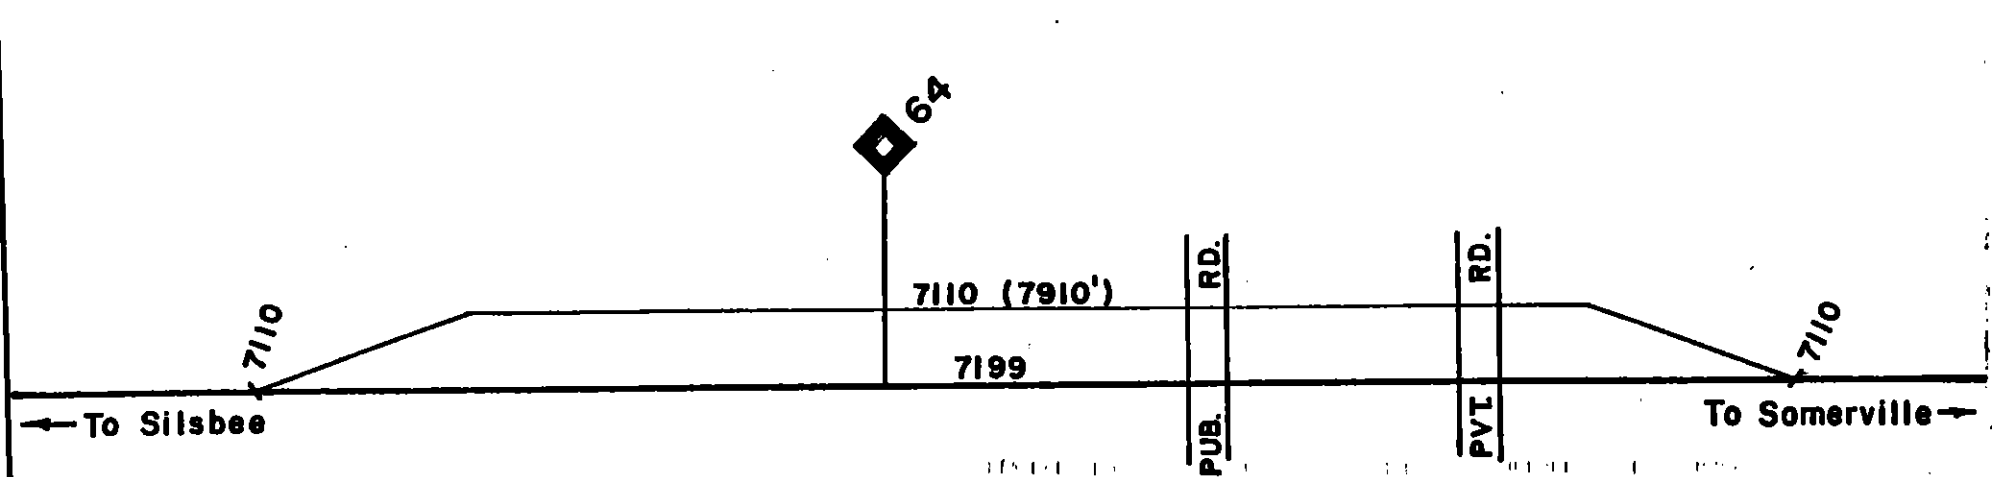 64
7110 (7910')
7110
7110
7199
PUB. RD.
PVT. RD.
← To Silsbee
To Somerville →